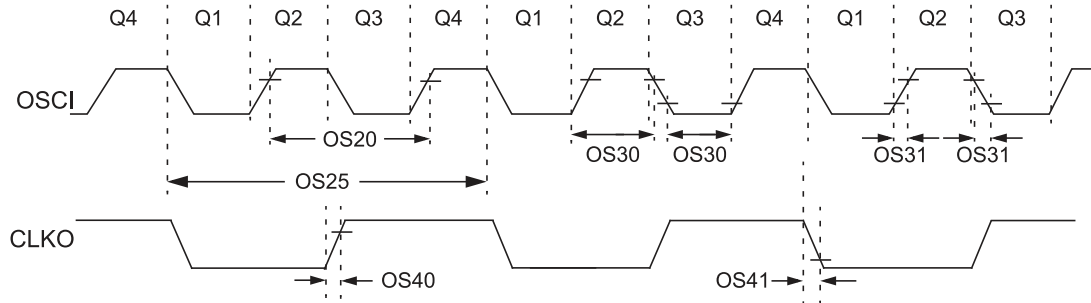 Q4 Q1 Q2 Q3 Q4 Q1 Q2 Q3 Q4 Q1 Q2 Q3
OSCI
OS20 OS30 OS30 OS31 OS31
OS25
CLKO
OS40 OS41